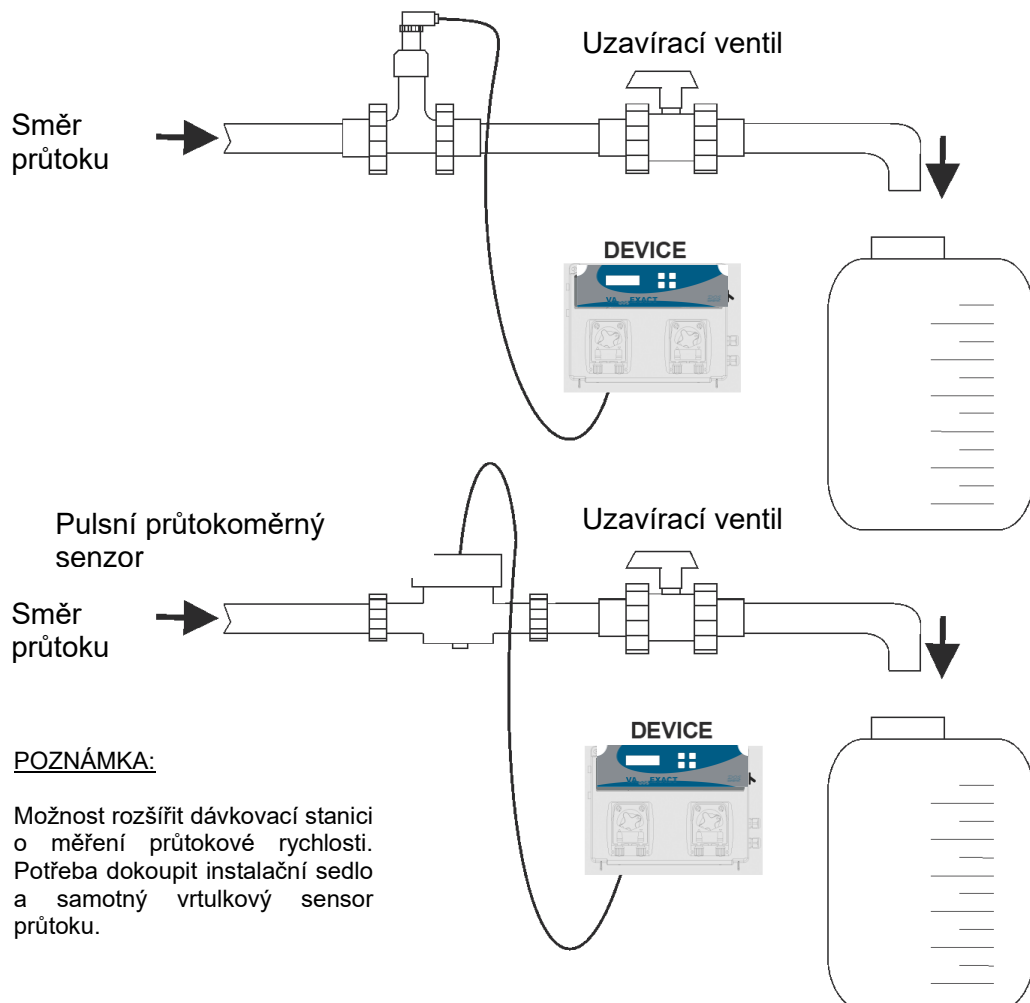 Uzavírací ventil
Směr
průtoku
DEVICE
EXACT
Pulsní průtokoměrný
senzor
Uzavírací ventil
Směr
průtoku
DEVICE
EXACT
POZNÁMKA:
Možnost rozšířit dávkovací stanici
o měření průtokové rychlosti.
Potřeba dokoupit instalační sedlo
a samotný vrtulkový sensor
průtoku.